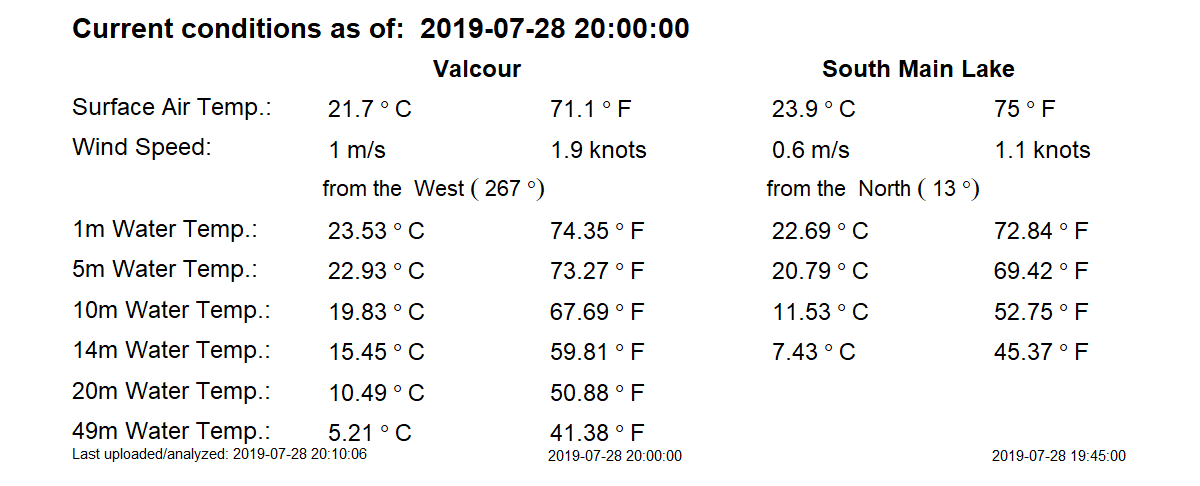 Current conditions as of: 2019-07-28 20:00:00
Valcour South Main Lake
Surface Air Temp.: 21.7 ° C 71.1 ° F 23.9 ° C 75 ° F
Wind Speed: 1 m/s 1.9 knots 0.6 m/s 1.1 knots
from the West ( 267 °) from the North ( 13 °)
1m Water Temp.: 23.53 ° C 74.35 ° F 22.69 ° C 72.84 ° F
5m Water Temp.: 22.93 ° C 73.27 ° F 20.79 ° C 69.42 ° F
10m Water Temp.: 19.83 ° C 67.69 ° F 11.53 ° C 52.75 ° F
14m Water Temp.: 15.45 ° C 59.81 ° F 7.43 ° C 45.37 ° F
20m Water Temp.: 10.49 ° C 50.88 ° F
49m Water Temp.: 5.21 ° C 41.38 ° F
Last uploaded/analyzed: 2019-07-28 20:10:06 2019-07-28 20:00:00 2019-07-28 19:45:00